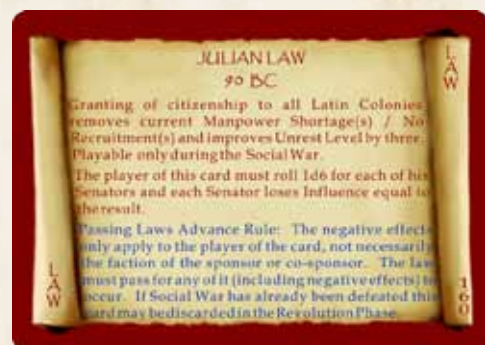 JULIAN LAW
90 BC
Granting of citizenship to all Latin Colonies
removes current Manpower Shortage(s) / No
Recruitment(s) and improves Unrest Level by three.
Playable only during the Social War.
The player of this card must roll 1d6 for each of his
Senators and each Senator loses Influence equal to
the result.
Passing Laws Advance Rule: The negative effects
only apply to the player of the card, not necessarily
the faction of the sponsor or co-sponsor. The law
must pass for any of it (including negative effects) to
occur. If Social War has already been defeated this
card may be discarded in the Revolution Phase.
LAW
LAW
160